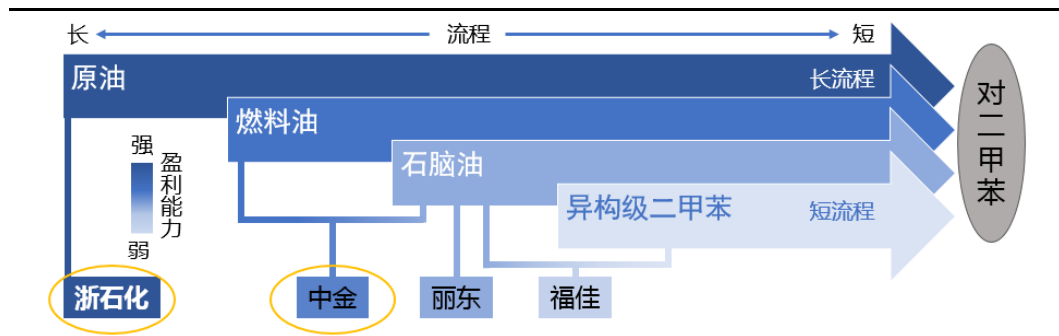 长 流程 短
原油 长流程
燃料油
石脑油
异构级二甲苯 短流程
对二甲苯
强
盈利能力
弱
浙石化 中金 丽东 福佳